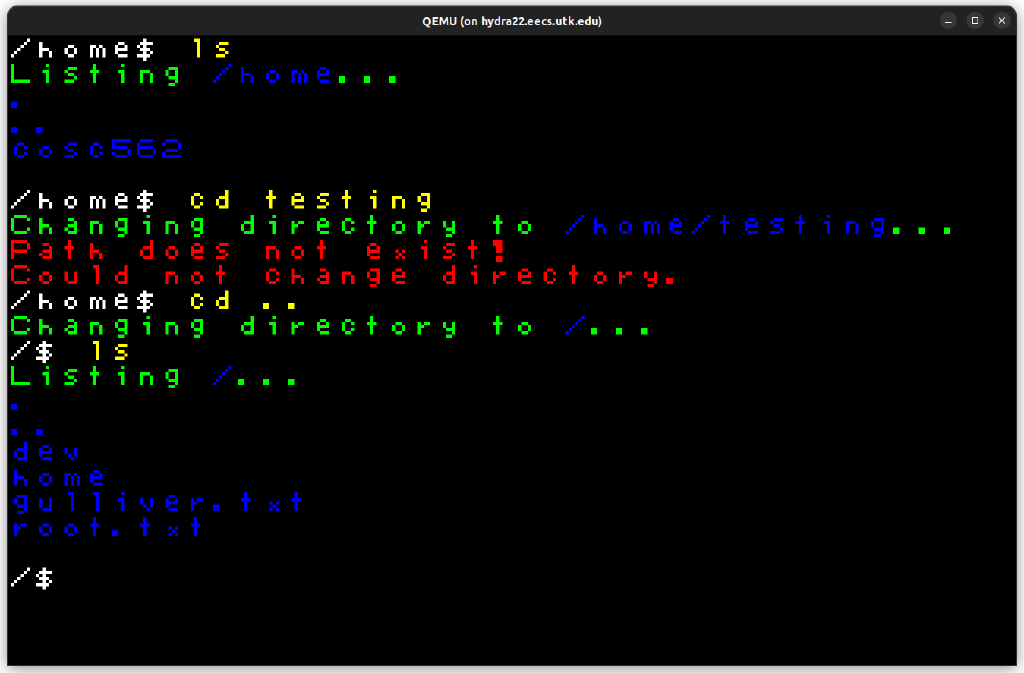 QEMU (on hydra22.eecs.utk.edu)
/home$ ls
Listing /home...
.
..
cosc562
/home$ cd testing
Changing directory to /home/testing...
Path does not exist!
Could not change directory.
/home$ cd ..
Changing directory to /...
/$ ls
Listing /...
.
..
dev
home
gulliver.txt
root.txt
/$